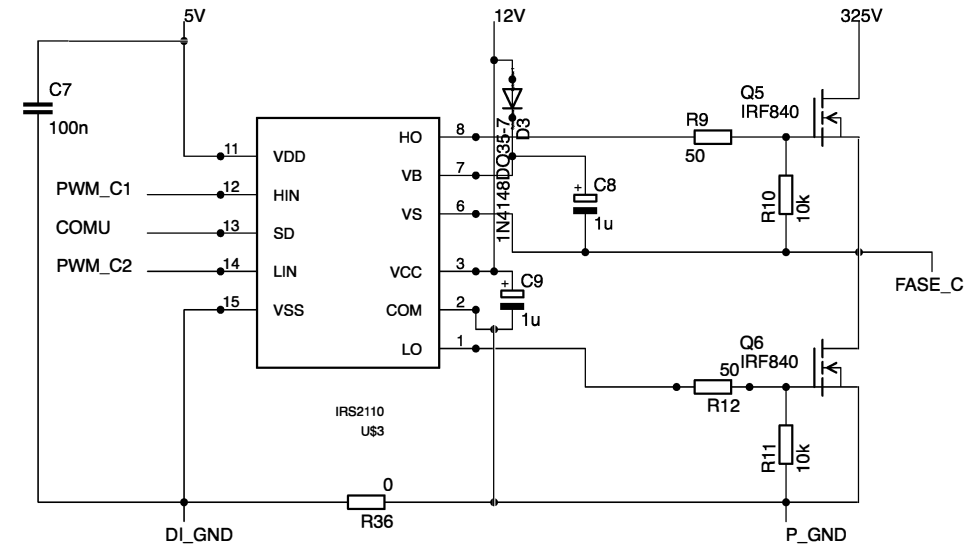 5V
12V
325V
C7
100n
Q5
IRF840
R9
50
D3
1N4148DO35-7
HO
8
11
VDD
VB
7
PWM_C1
12
HIN
+
C8
1u
R10
10k
VS
6
COMU
13
SD
PWM_C2
14
LIN
VCC
3
+
C9
1u
FASE_C
15
VSS
COM
2
LO
1
Q6
IRF840
50
R12
IRS2110
U$3
R11
10k
0
R36
DI_GND
P_GND